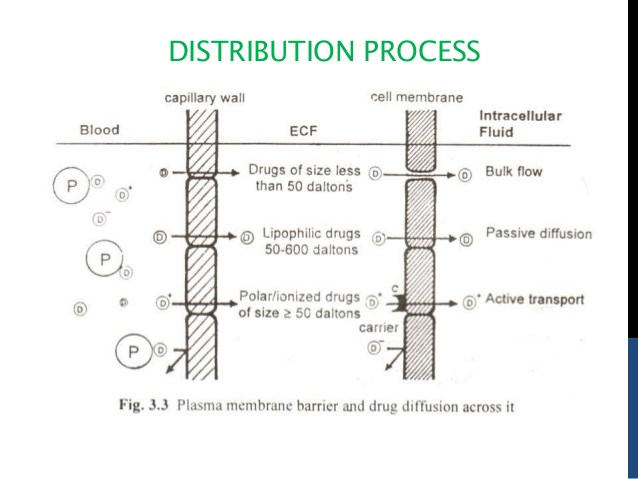 DISTRIBUTION PROCESS
capillary wall
cell membrane
Blood
ECF
Intracellular
Fluid
D
Drugs of size less
than 50 daltons
D
D
Bulk flow
P
D
D+
D-
D
D
Lipophilic drugs
50-600 daltons
D
D
Passive diffusion
P
D
D
D
D+
Polar/ionized drugs
of size ≥ 50 daltons
D+
C
D+
Active transport
carrier
P
D
D-
Fig. 3.3 Plasma membrane barrier and drug diffusion across it